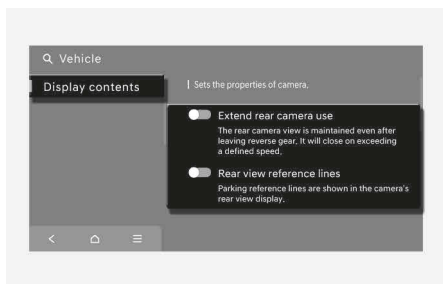 Vehicle
Display contents
Sets the properties of camera.
Extend rear camera use
The rear camera view is maintained even after
leaving reverse gear. It will close on exceeding
a defined speed.
Rear view reference lines
Parking reference lines are shown in the camera's
rear view display.